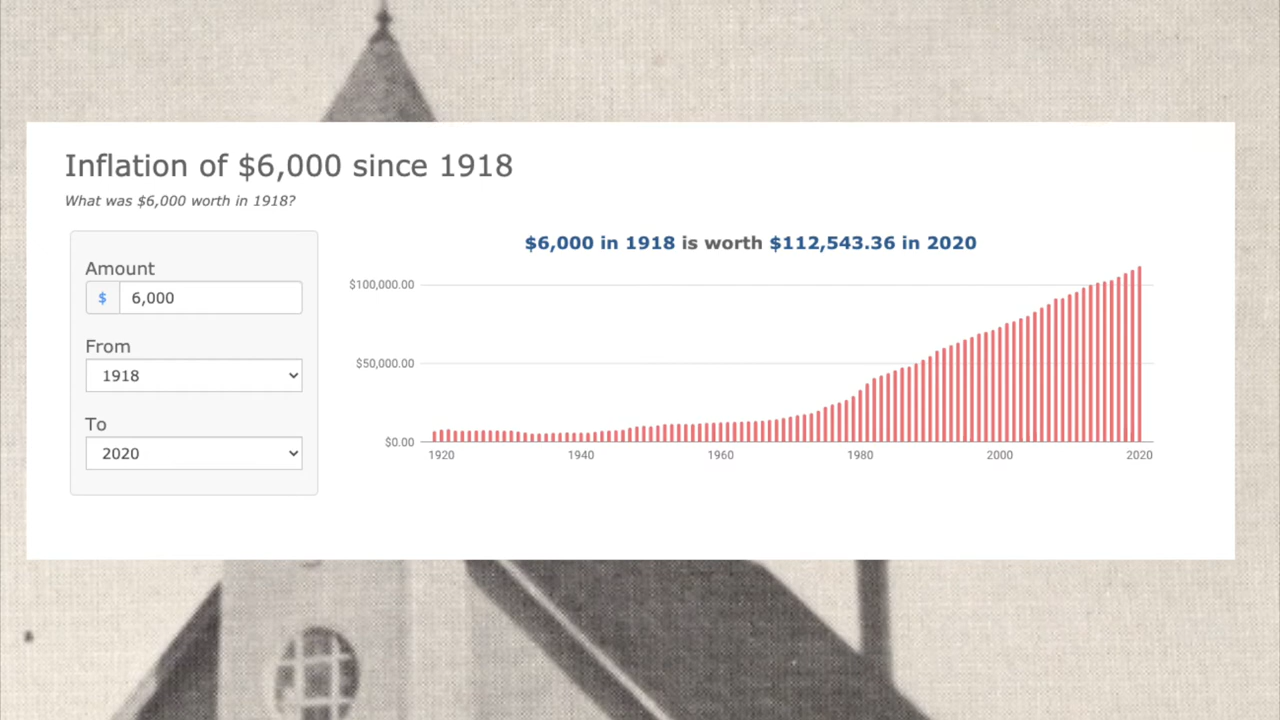 Inflation of $6,000 since 1918
What was $6,000 worth in 1918?
Amount
$ 6,000
From
1918
To
2020
$6,000 in 1918 is worth $112,543.36 in 2020
$100,000.00
$50,000.00
$0.00
1920 1940 1960 1980 2000 2020